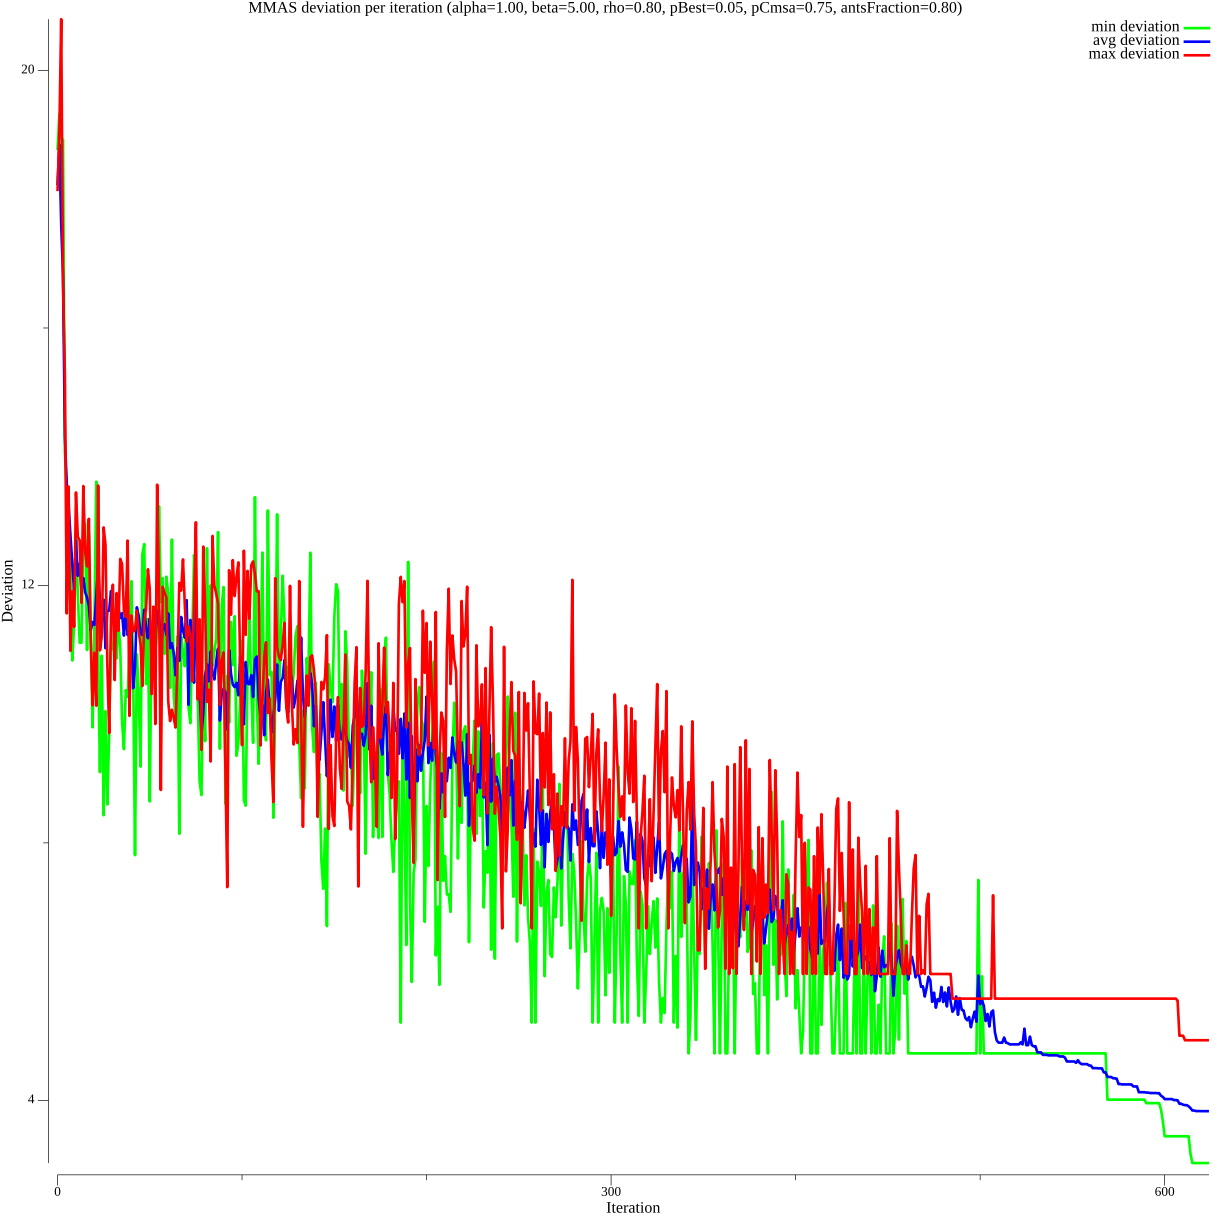 MMAS deviation per iteration (alpha=1.00, beta=5.00, rho=0.80, pBest=0.05, pCmsa=0.75, antsFraction=0.80)
min deviation
avg deviation
max deviation
20
12
4
Deviation
0
300
600
Iteration